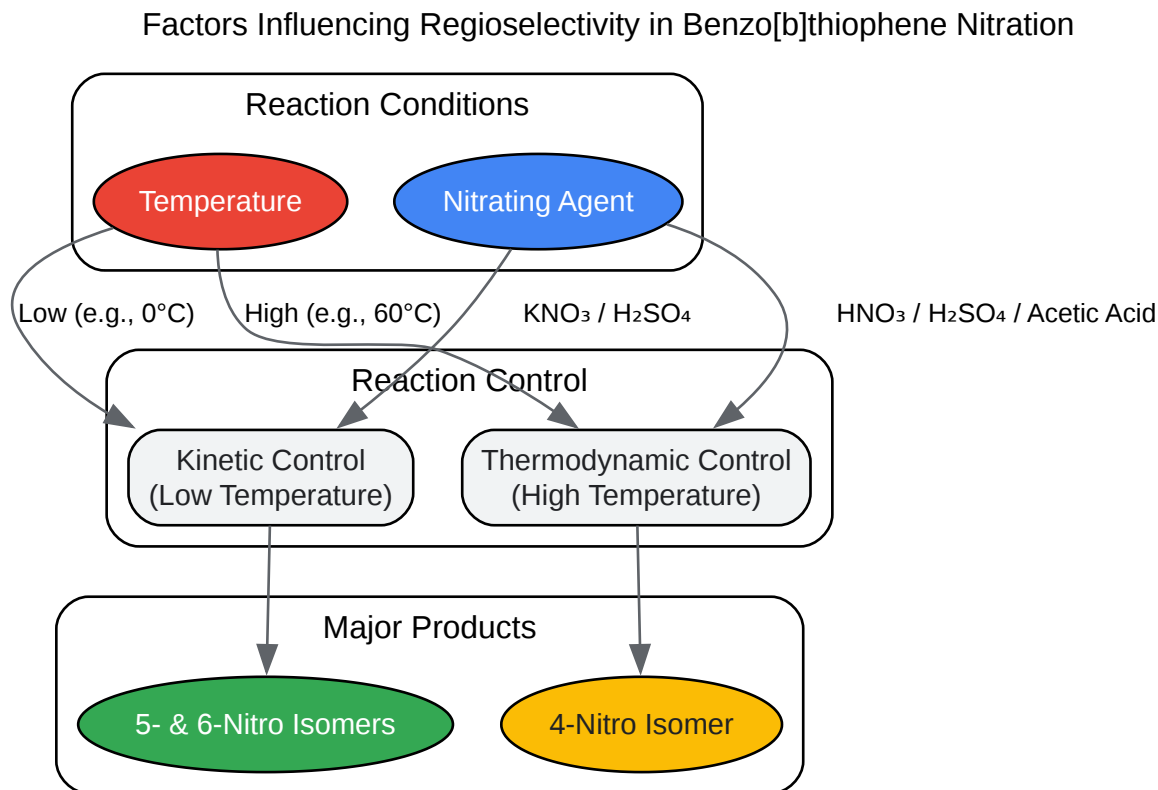 Factors Influencing Regioselectivity in Benzo[b]thiophene Nitration
Reaction Conditions
Temperature
Nitrating Agent
Low (e.g., 0°C)
High (e.g., 60°C)
KNO₃ / H₂SO₄
HNO₃ / H₂SO₄ / Acetic Acid
Reaction Control
Kinetic Control
(Low Temperature)
Thermodynamic Control
(High Temperature)
Major Products
5- & 6-Nitro Isomers
4-Nitro Isomer